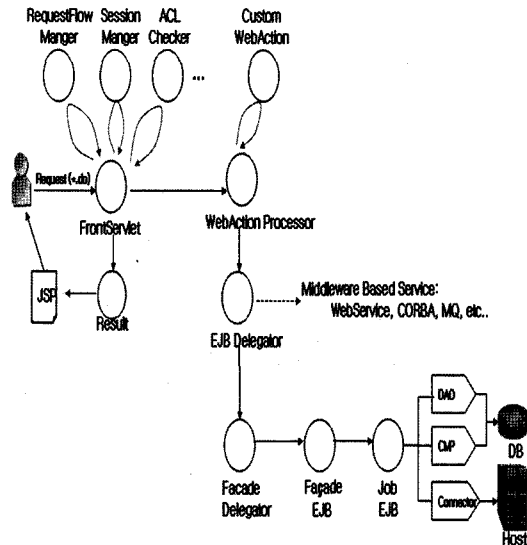 RequestFlow Manger
Session Manger
ACL Checker
...
Custom WebAction
Request (*.do)
FrontServlet
WebAction Processor
JSP
Result
EJB Delegator
Middleware Based Service:
WebService, CORBA, MQ, etc..
DAO
CMP
DB
Facade Delegator
Façade EJB
Job EJB
Connector
Host